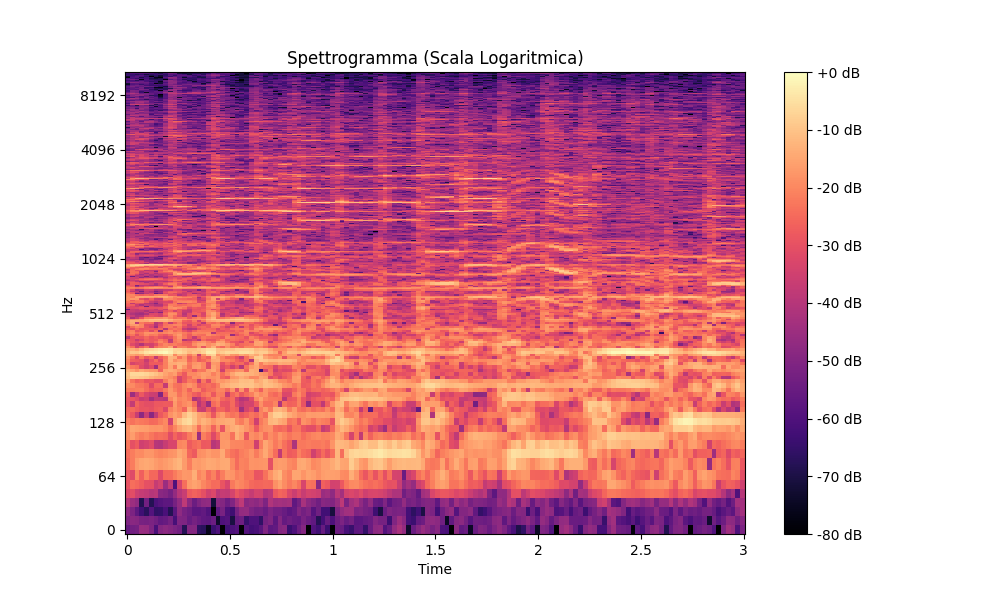 Spettrogramma (Scala Logaritmica)
Hz
8192
4096
2048
1024
512
256
128
64
0
0
0.5
1
1.5
2
2.5
3
Time
+0 dB
-10 dB
-20 dB
-30 dB
-40 dB
-50 dB
-60 dB
-70 dB
-80 dB